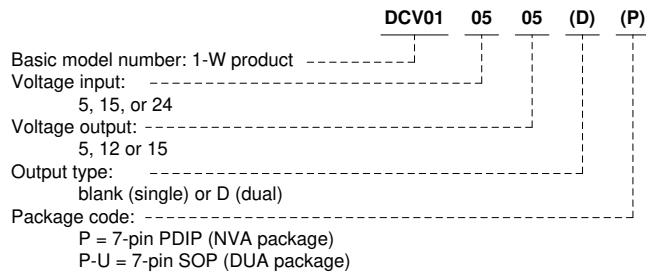 DCV01 05 05 (D) (P)
Basic model number: 1-W product
Voltage input:
5, 15, or 24
Voltage output:
5, 12 or 15
Output type:
blank (single) or D (dual)
Package code:
P = 7-pin PDIP (NVA package)
P-U = 7-pin SOP (DUA package)